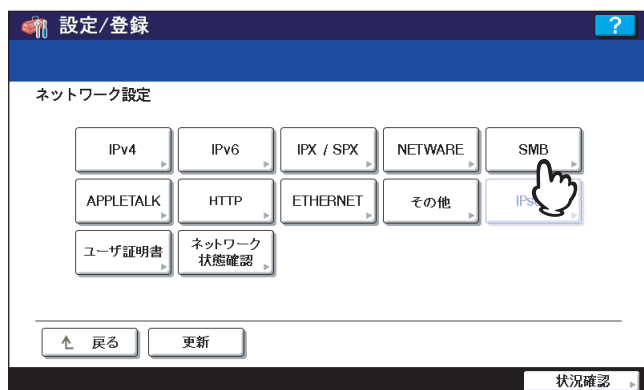 設定/登録
?
ネットワーク設定
IPv4
IPv6
IPX / SPX
NETWARE
SMB
APPLETALK
HTTP
ETHERNET
その他
ユーザ証明書
ネットワーク
状態確認
戻る
更新
状況確認